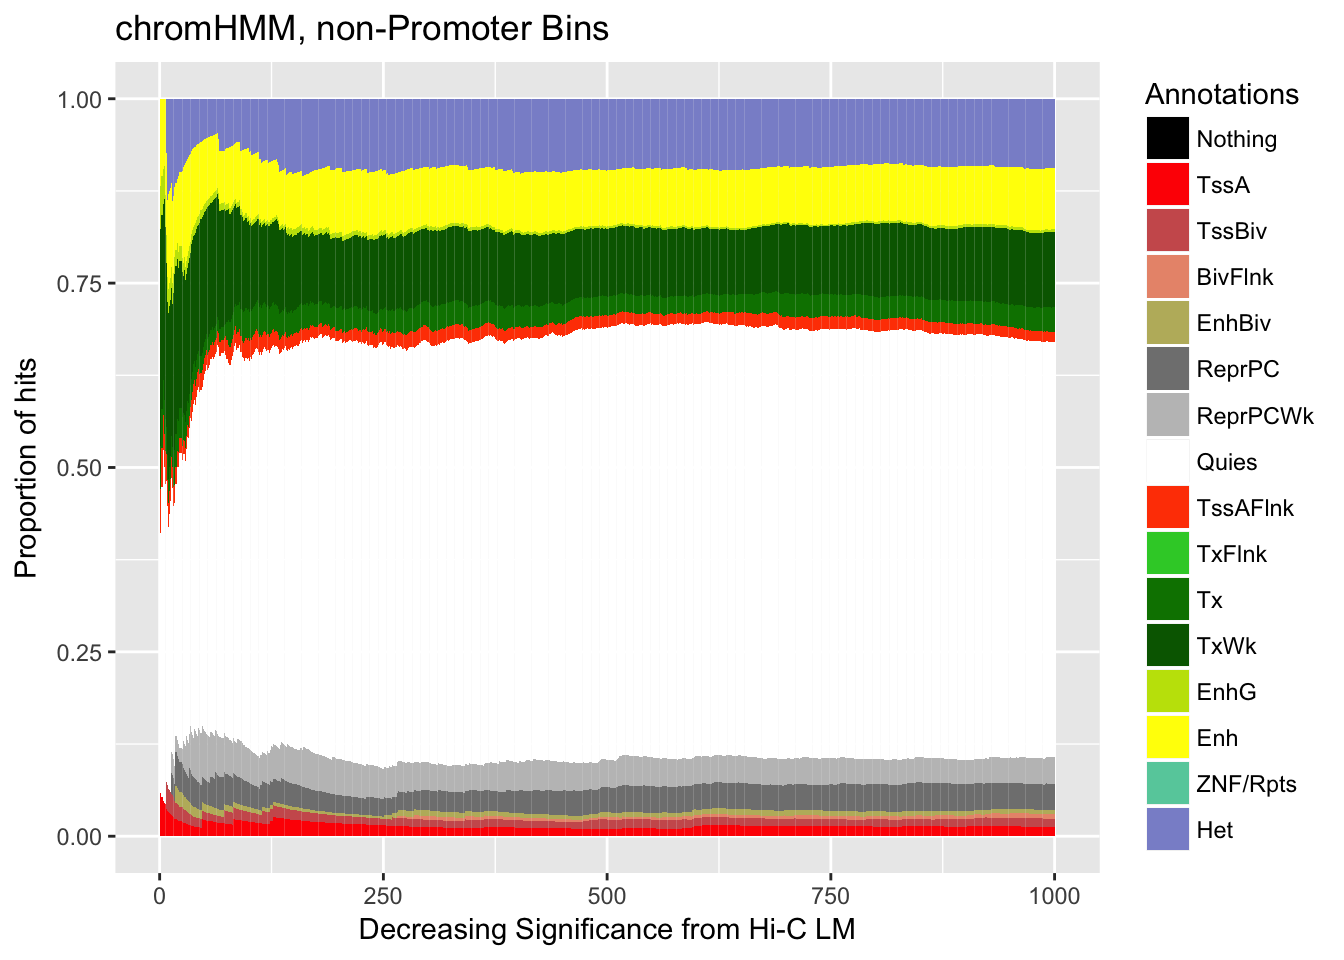 chromHMM, non-Promoter Bins
Proportion of hits
1.00
0.75
0.50
0.25
0.00
0
250
500
750
1000
Decreasing Significance from Hi-C LM
Annotations
Nothing
TssA
TssBiv
BivFlnk
EnhBiv
ReprPC
ReprPCWk
Quies
TssAFlnk
TxFlnk
Tx
TxWk
EnhG
Enh
ZNF/Rpts
Het